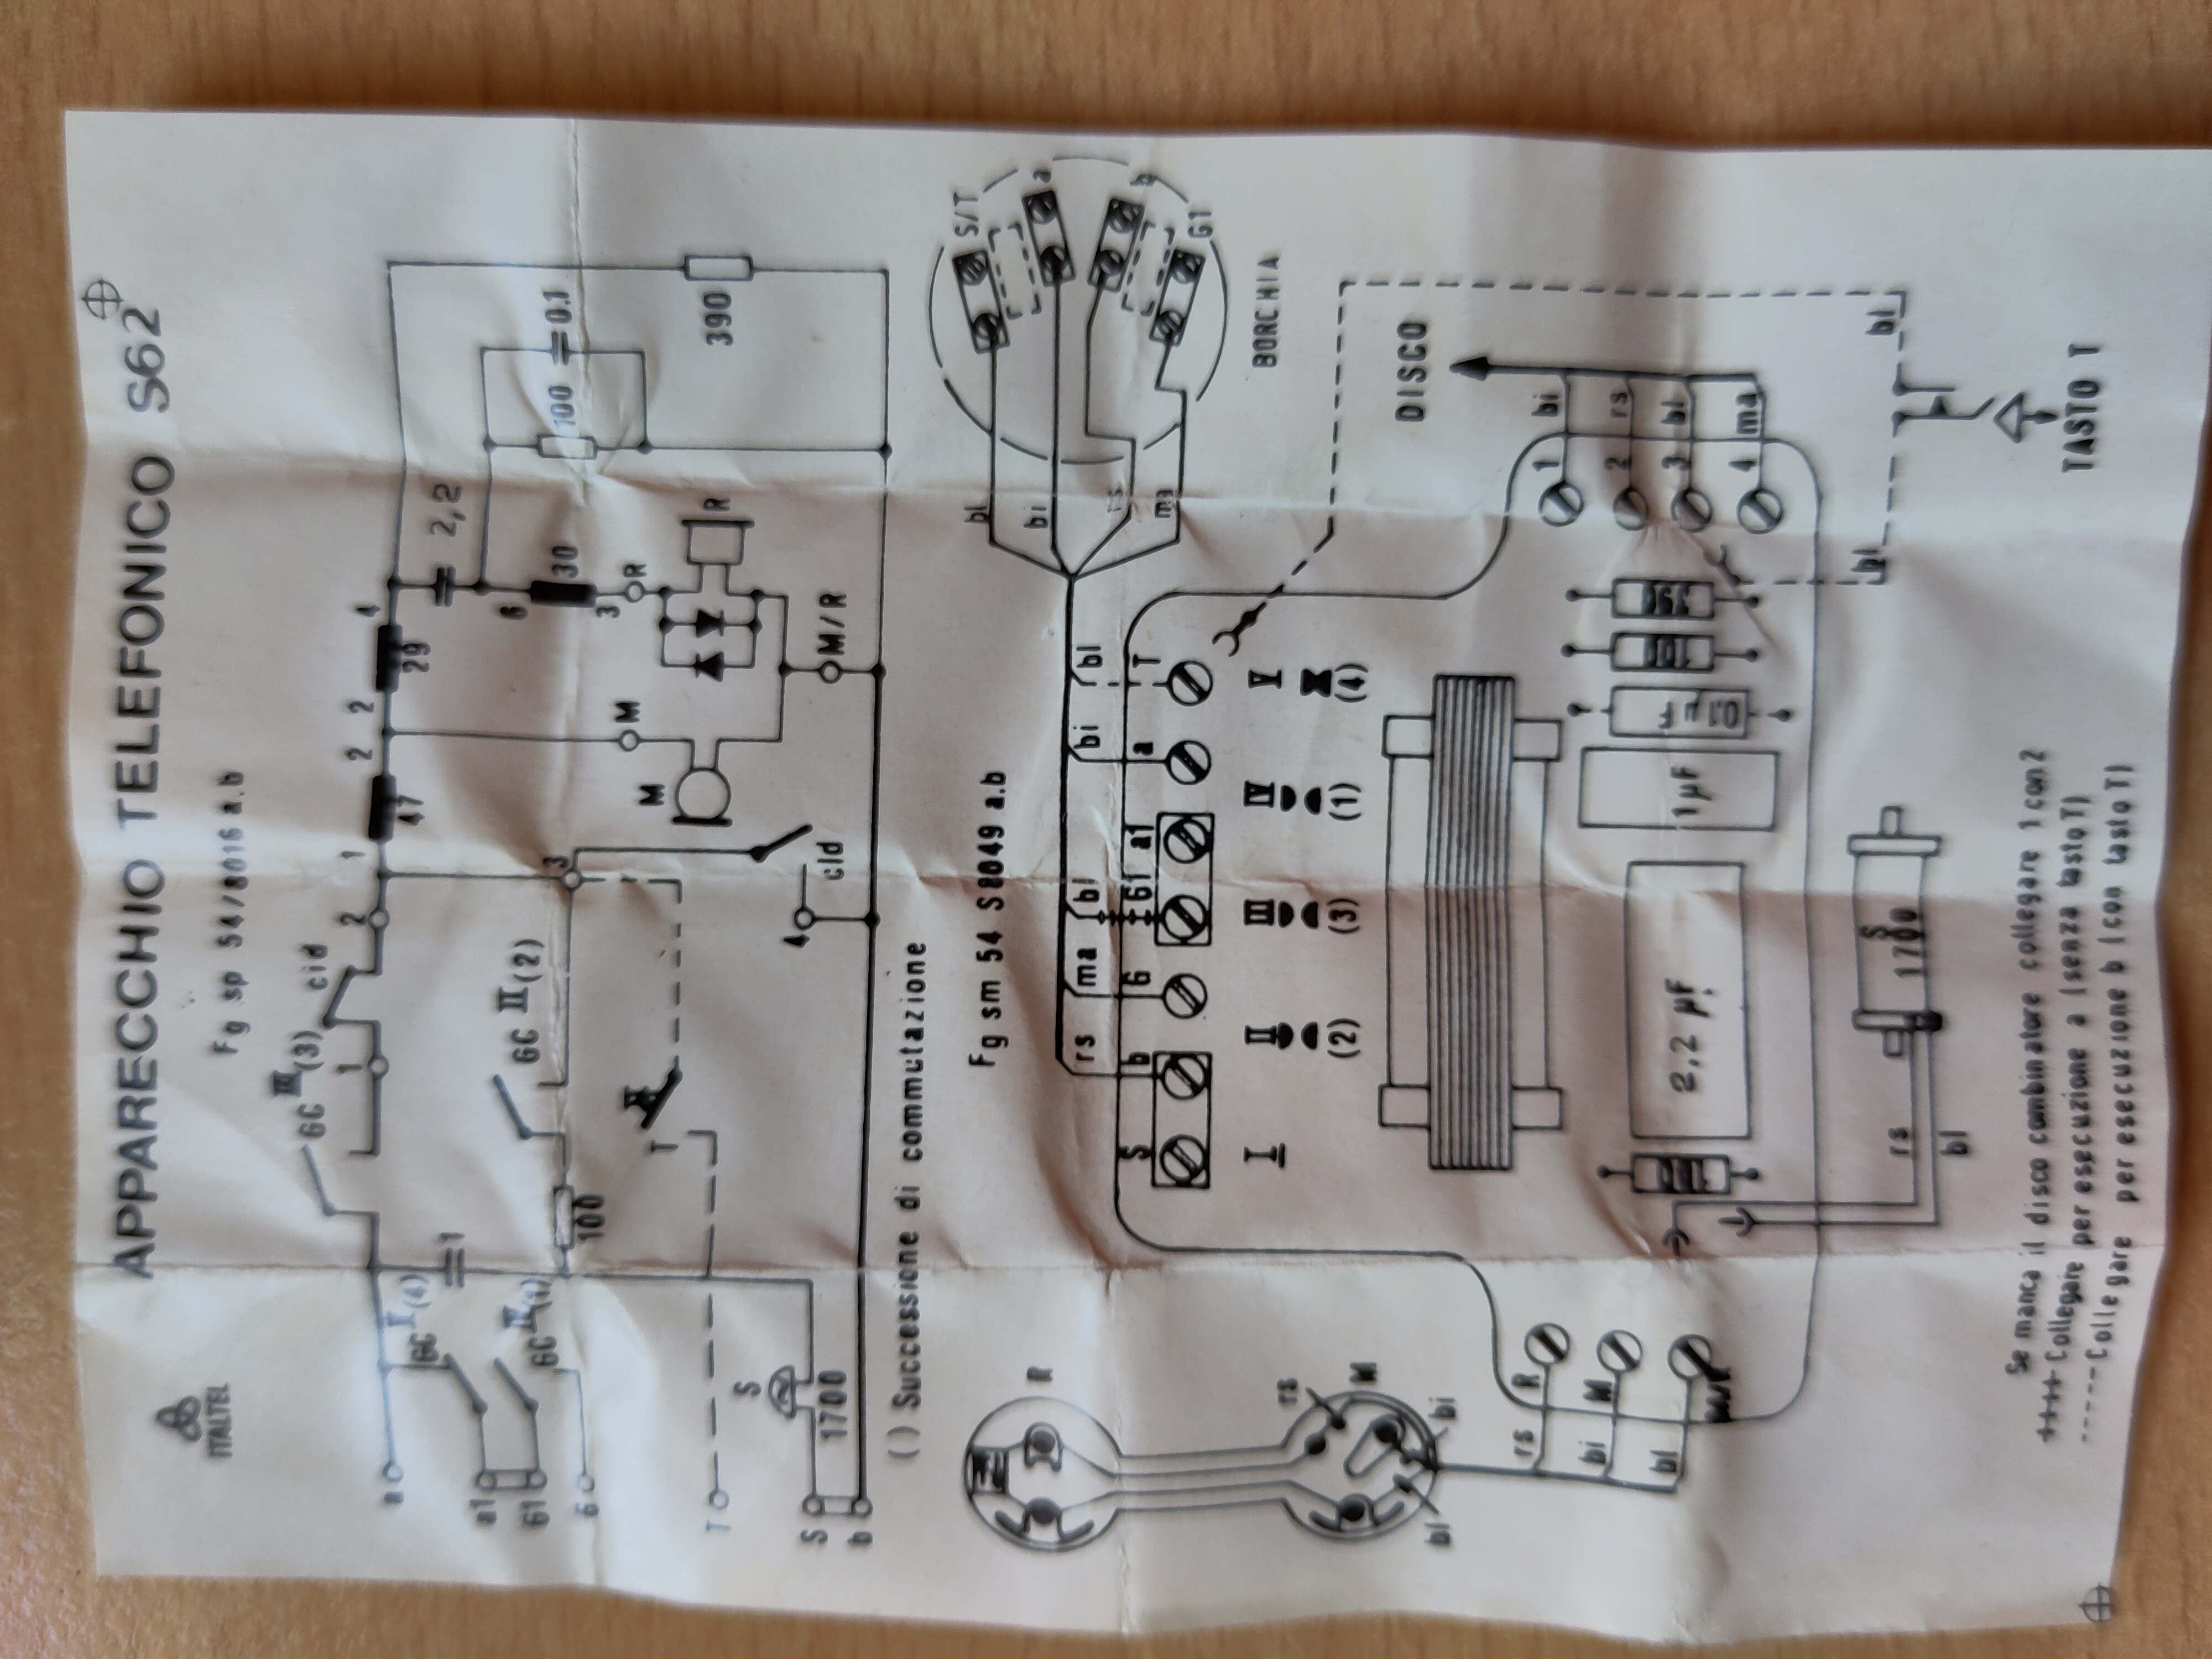 APPARECCHIO TELEFONICO S62
ITALTEL
Fg sp 54/8016 a.b
GC III (3)
cid
1
2
1
2
2
4
a
47
29
GC I (4)
1
2,2
a1
G1
GC IV (1)
GC II (2)
6
G
100
3
30
100
0.1
3
M
R
T
M
R
390
T
S
S
1700
4
cld
M/R
b
( ) Successione di commutazione
Fg sm 54 S8049 a.b
bl
S/T
R
bi
a
rs
ma
bl
bi
bl
rs
S
b
G
G1
a1
a
T
b
ma
G1
I
II
III
IV
V
BORCHIA
rs
(2)
(3)
(1)
(4)
M
DISCO
bl
bi
rs
R
1
bi
bi
M
2
rs
bl
3
bl
M/R
100
2,2 µF
1µF
0,1µF
100
390
4
ma
bl
bl
rs
S
1700
bl
TASTO T
Se manca il disco combinatore collegare 1 con 2
++++ Collegare per esecuzione a (senza tasto T)
----- Collegare per esecuzione b (con tasto T)